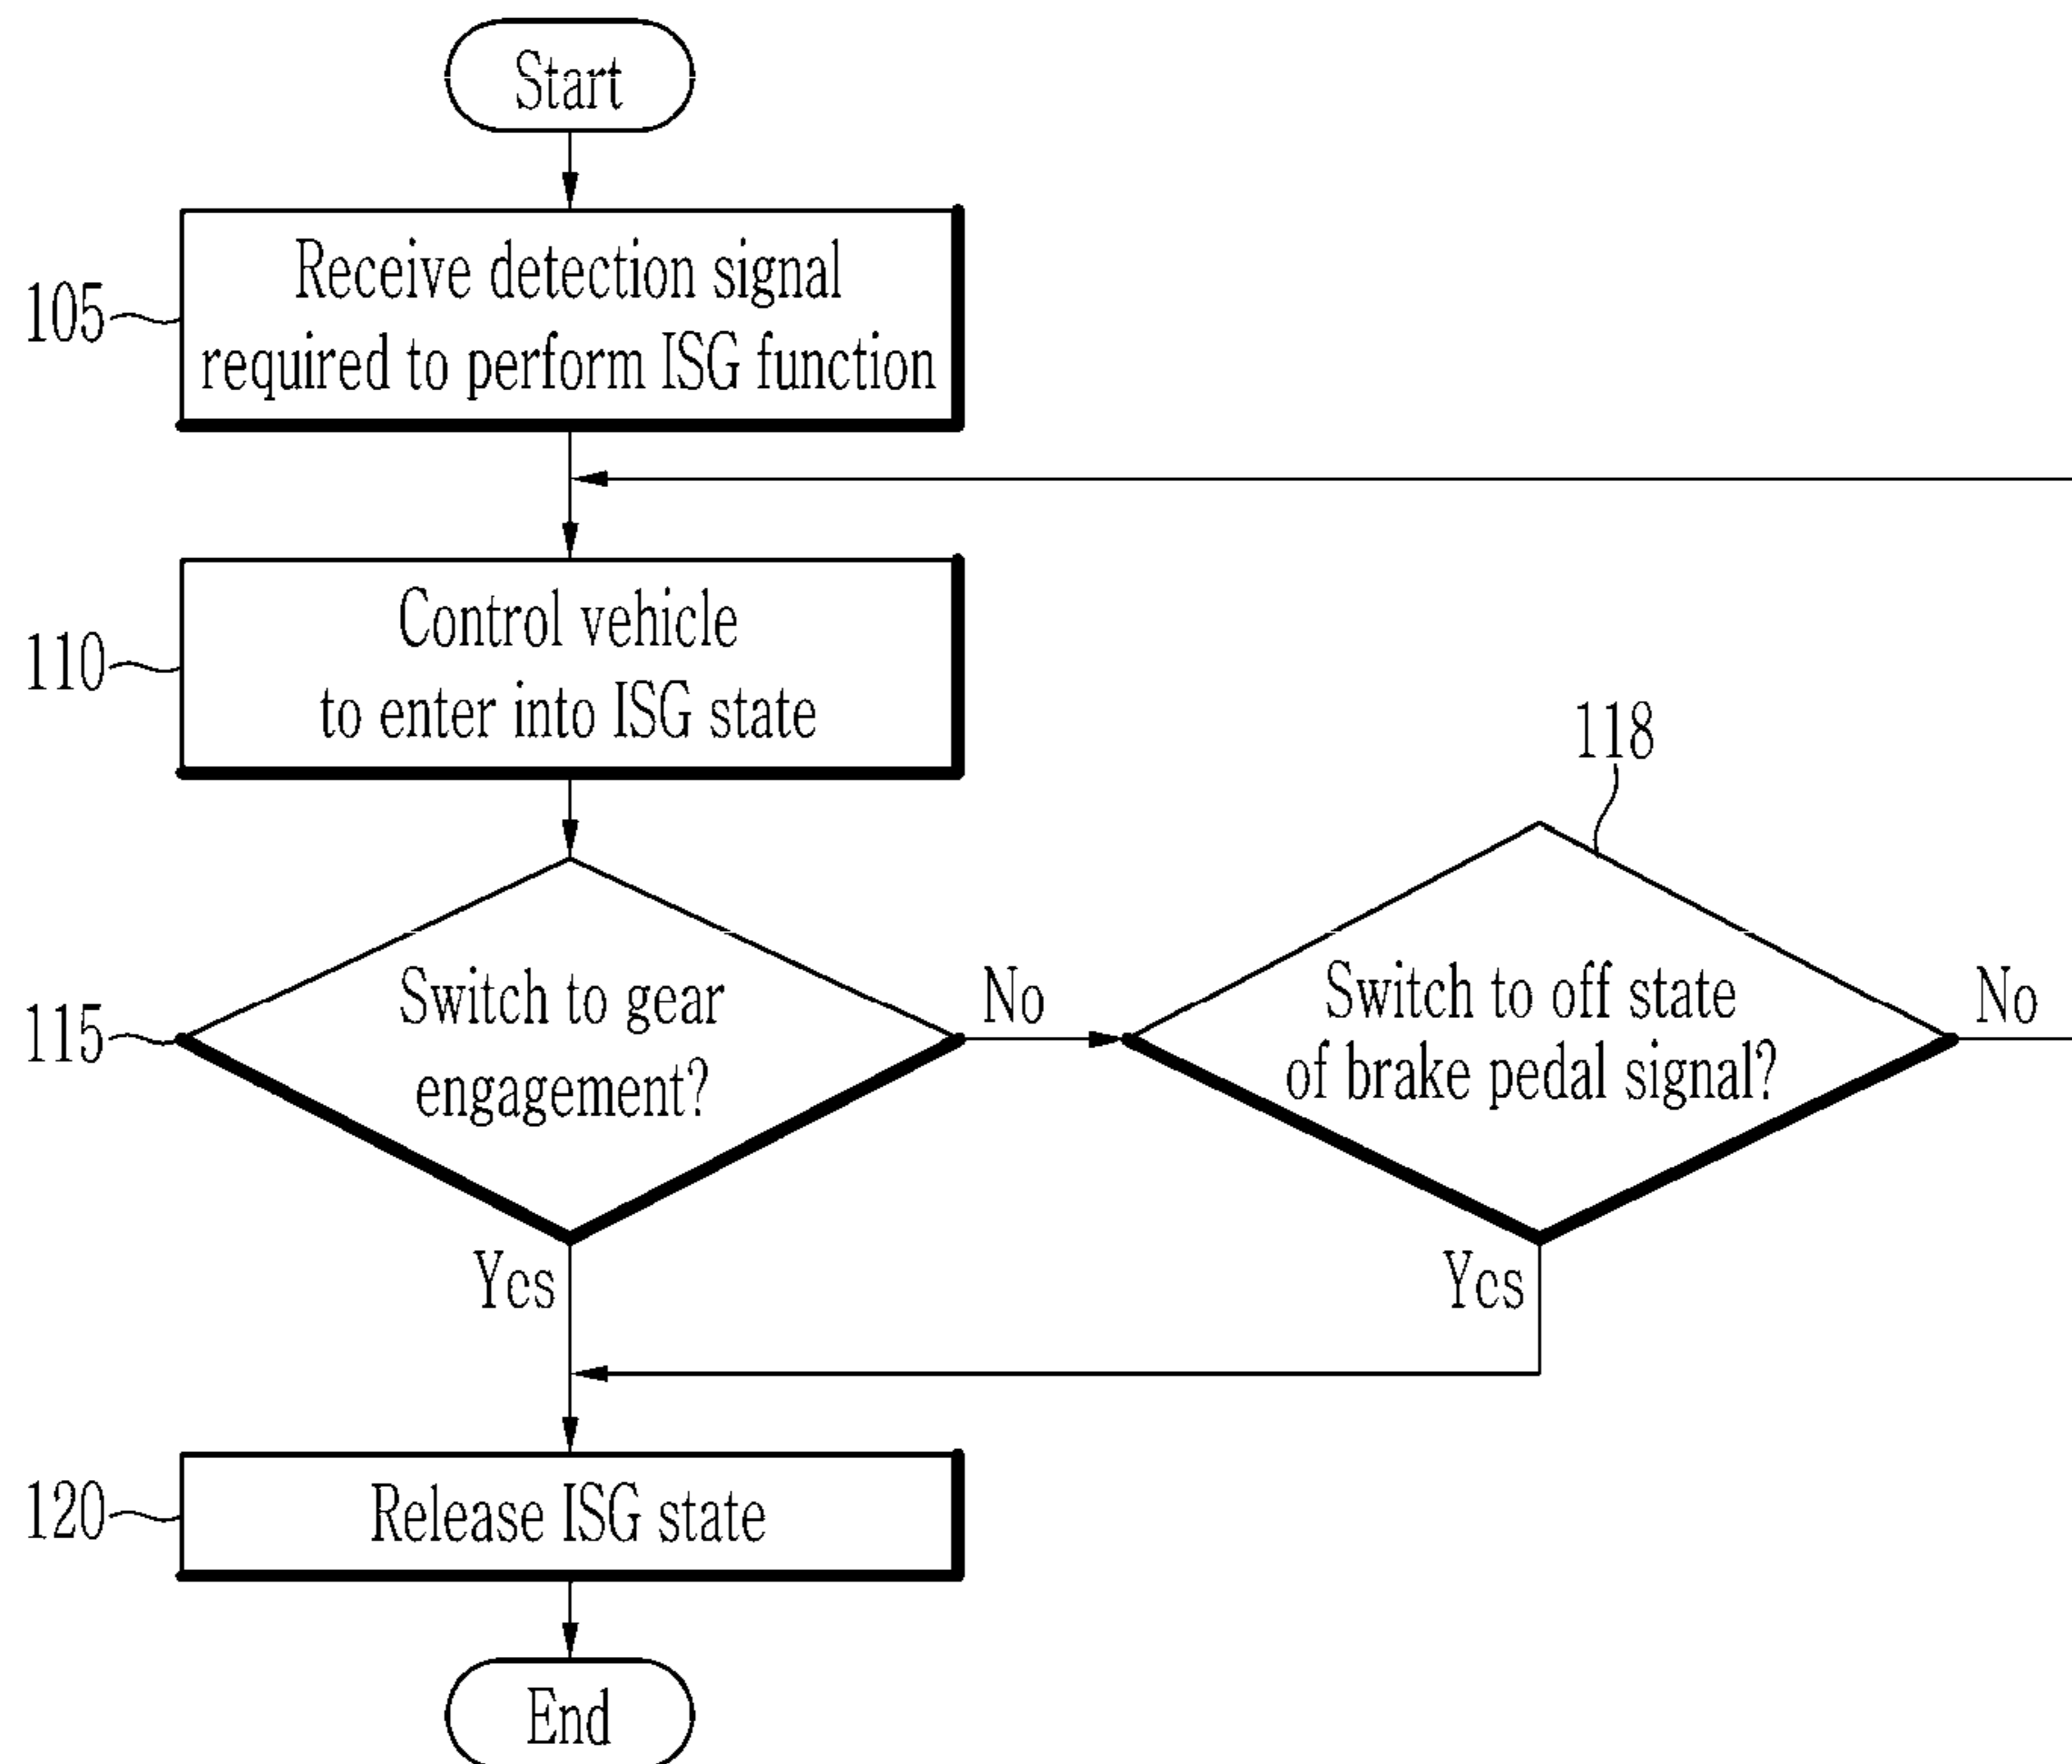 Start
105
Receive detection signal
required to perform ISG function
110
Control vehicle
to enter into ISG state
118
115
Switch to gear
engagement?
No
Switch to off state
of brake pedal signal?
No
Yes
Yes
120
Release ISG state
End